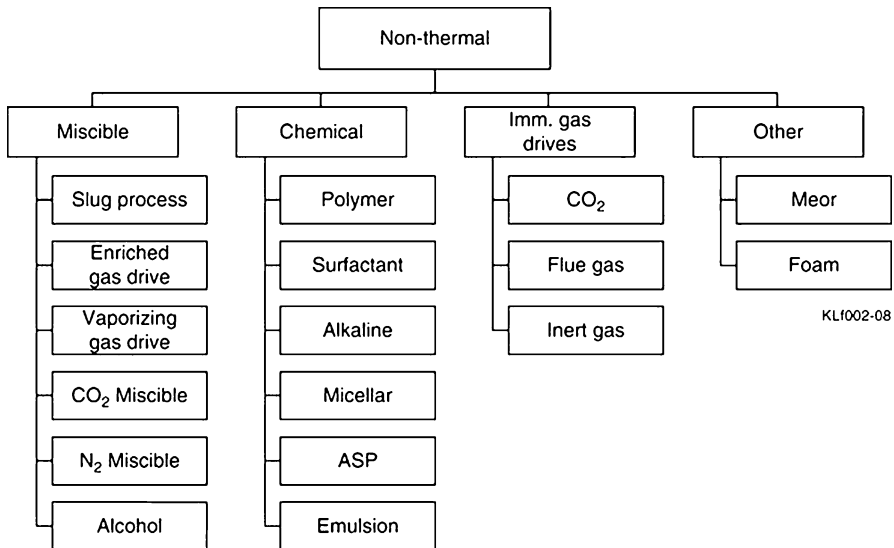 Non-thermal
Miscible
Chemical
Imm. gas
drives
Other
Slug process
Polymer
CO₂
Meor
Enriched
gas drive
Surfactant
Flue gas
Foam
Vaporizing
gas drive
Alkaline
Inert gas
KLf002-08
CO₂ Miscible
Micellar
N₂ Miscible
ASP
Alcohol
Emulsion